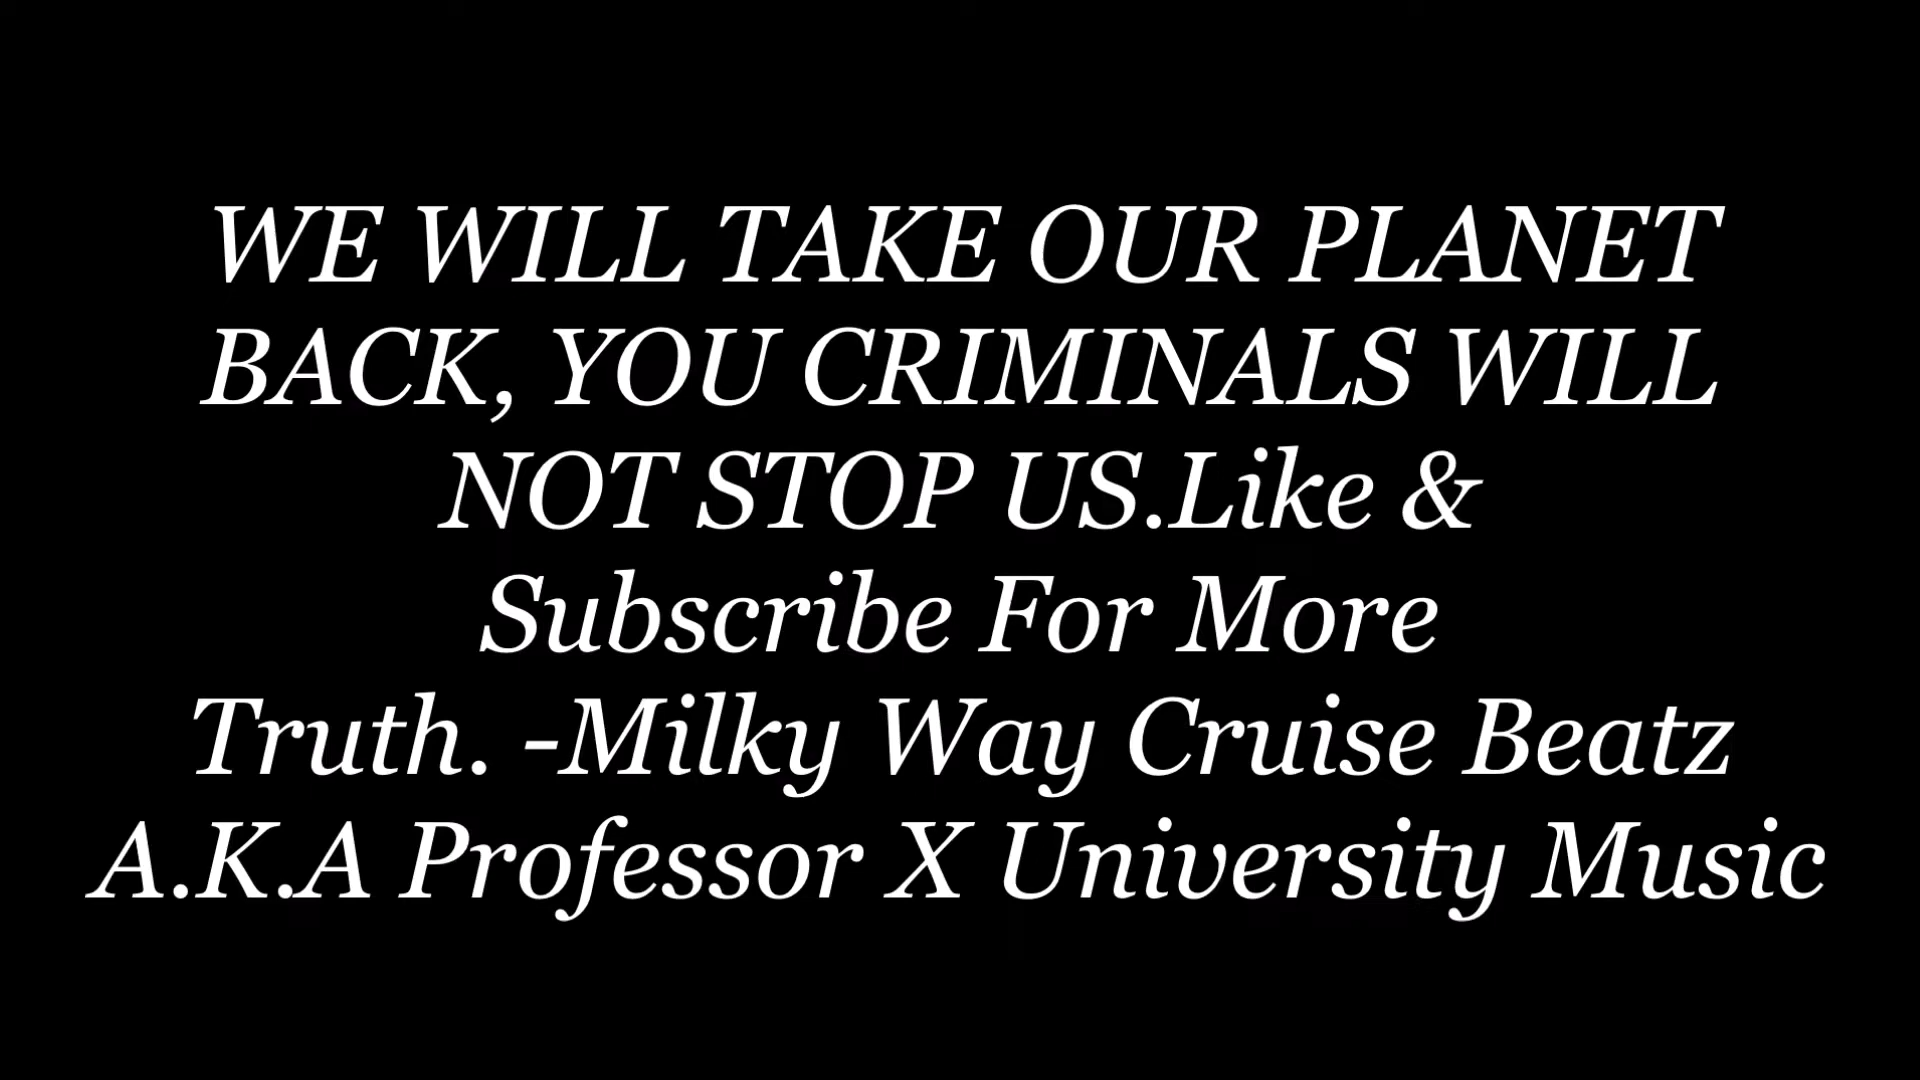 WE WILL TAKE OUR PLANET
BACK, YOU CRIMINALS WILL
NOT STOP US.Like &
Subscribe For More
Truth. -Milky Way Cruise Beatz
A.K.A Professor X University Music